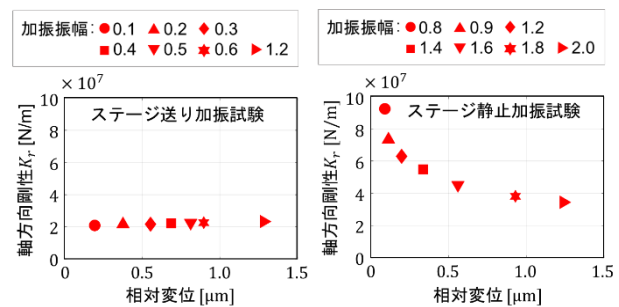 加振振幅: ● 0.1 ▲ 0.2 ◆ 0.3
■ 0.4 ▼ 0.5 ✶ 0.6 ▶ 1.2
× 10⁷
10
8
6
4
2
0
軸方向剛性Kᵣ [N/m]
ステージ送り加振試験
0 0.5 1.0 1.5
相対変位 [μm]
加振振幅: ● 0.8 ▲ 0.9 ◆ 1.2
■ 1.4 ▼ 1.6 ✶ 1.8 ▶ 2.0
× 10⁷
10
8
6
4
2
0
軸方向剛性Kᵣ [N/m]
ステージ静止加振試験
0 0.5 1.0 1.5
相対変位 [μm]